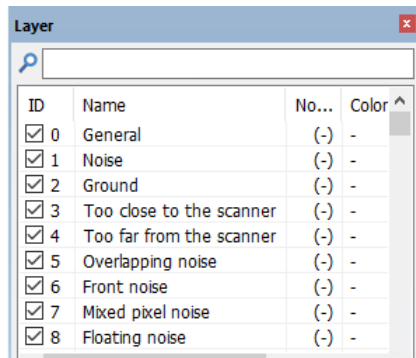 Layer
ID Name No... Color
0 General (-) -
1 Noise (-) -
2 Ground (-) -
3 Too close to the scanner (-) -
4 Too far from the scanner (-) -
5 Overlapping noise (-) -
6 Front noise (-) -
7 Mixed pixel noise (-) -
8 Floating noise (-) -